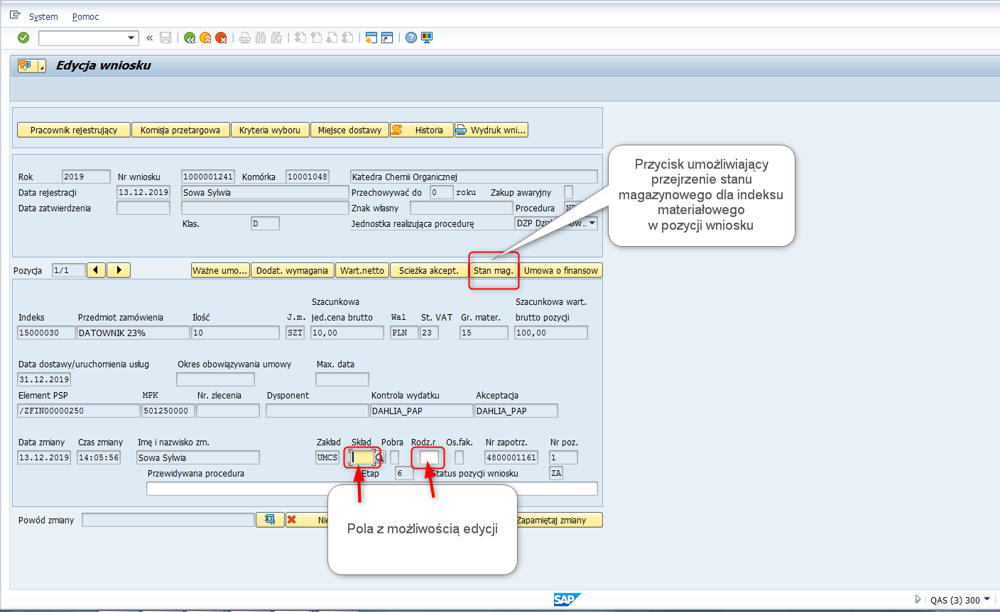 System Pomoc
Edycja wniosku
Pracownik rejestrujący Komisja przetargowa Kryteria wyboru Miejsce dostawy Historia Wydruk wni...
Przycisk umożliwiający
przejrzenie stanu
magazynowego dla indeksu
materiałowego
w pozycji wniosku
Rok 2019 Nr wniosku 1000001241 Komórka 10001048 Katedra Chemii Organicznej
Data rejestracji 13.12.2019 Sowa Sylwia Przechowywać do 0 roku Zakup awaryjny
Data zatwierdzenia Znak własny Procedura
Klas. D Jednostka realizująca procedurę DZP
Pozycja 1/1 Ważne umo... Dodat. wymagania Wart.netto Scieżka akcept. Stan mag. Umowa o finansow
Szacunkowa Szacunkowa wart.
Indeks Przedmiot zamówienia Ilość J.m. jed.cena brutto Wal St. VAT Gr. mater. brutto pozycji
15000030 DATOWNIK 23% 10 SZT 10,00 PLN 23 15 100,00
Data dostawy/uruchomienia usług Okres obowiązywania umowy Max. data
31.12.2019
Element PSP MPK Nr. zlecenia Dysponent Kontrola wydatku Akceptacja
/ZFIN00000250 501250000 DAHLIA_PAP DAHLIA_PAP
Data zmiany Czas zmiany Imę i nazwisko zm. Zakład Skład Pobra Rodz.r Os.fak. Nr zapotrz. Nr poz.
13.12.2019 14:05:56 Sowa Sylwia UMCS 4800001161 1
Przewidywana procedura Etap 6 Status pozycji wniosku ZA
Powód zmiany Zapamiętaj zmiany
Pola z możliwością edycji
SAP QAS (3) 300